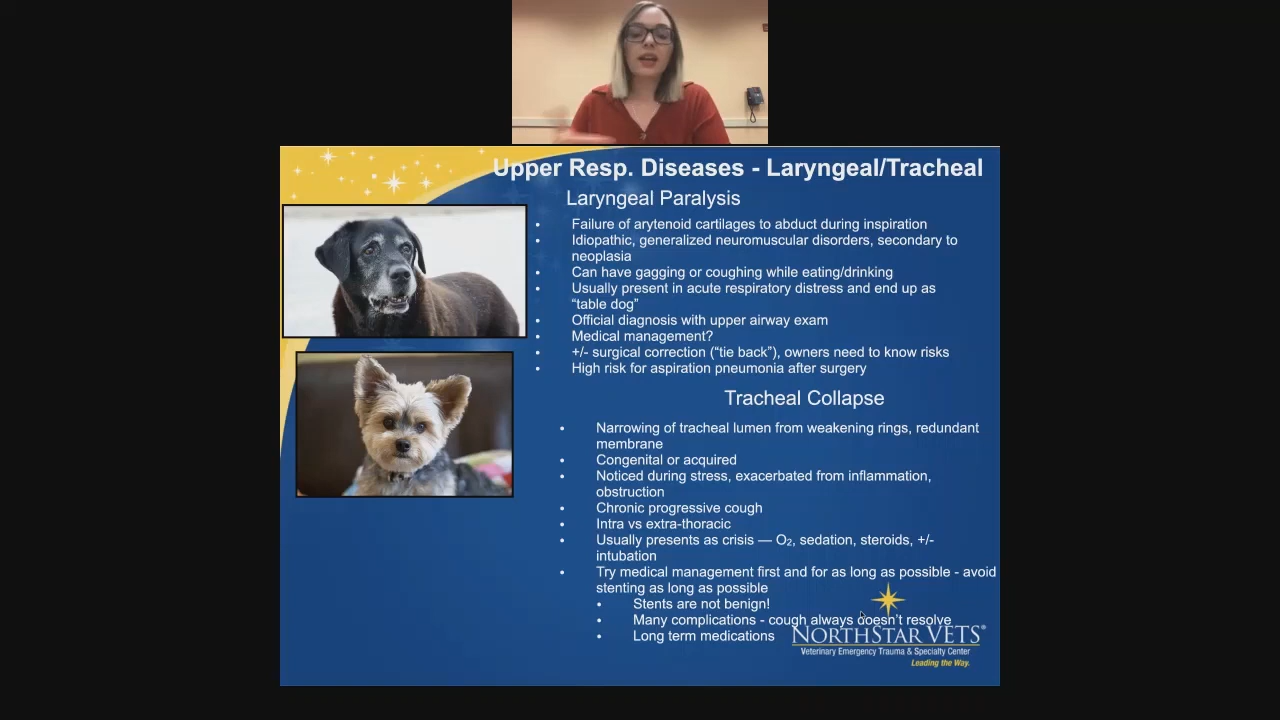 Upper Resp. Diseases - Laryngeal/Tracheal
Laryngeal Paralysis
• Failure of arytenoid cartilages to abduct during inspiration
• Idiopathic, generalized neuromuscular disorders, secondary to
neoplasia
• Can have gagging or coughing while eating/drinking
• Usually present in acute respiratory distress and end up as
“table dog”
• Official diagnosis with upper airway exam
• Medical management?
• +/- surgical correction (“tie back”), owners need to know risks
• High risk for aspiration pneumonia after surgery
Tracheal Collapse
• Narrowing of tracheal lumen from weakening rings, redundant
membrane
• Congenital or acquired
• Noticed during stress, exacerbated from inflammation,
obstruction
• Chronic progressive cough
• Intra vs extra-thoracic
• Usually presents as crisis — O₂, sedation, steroids, +/-
intubation
• Try medical management first and for as long as possible - avoid
stenting as long as possible
• Stents are not benign!
• Many complications - cough always doesn’t resolve
• Long term medications
NORTHSTAR VETS®
Veterinary Emergency Trauma & Specialty Center
Leading the Way.